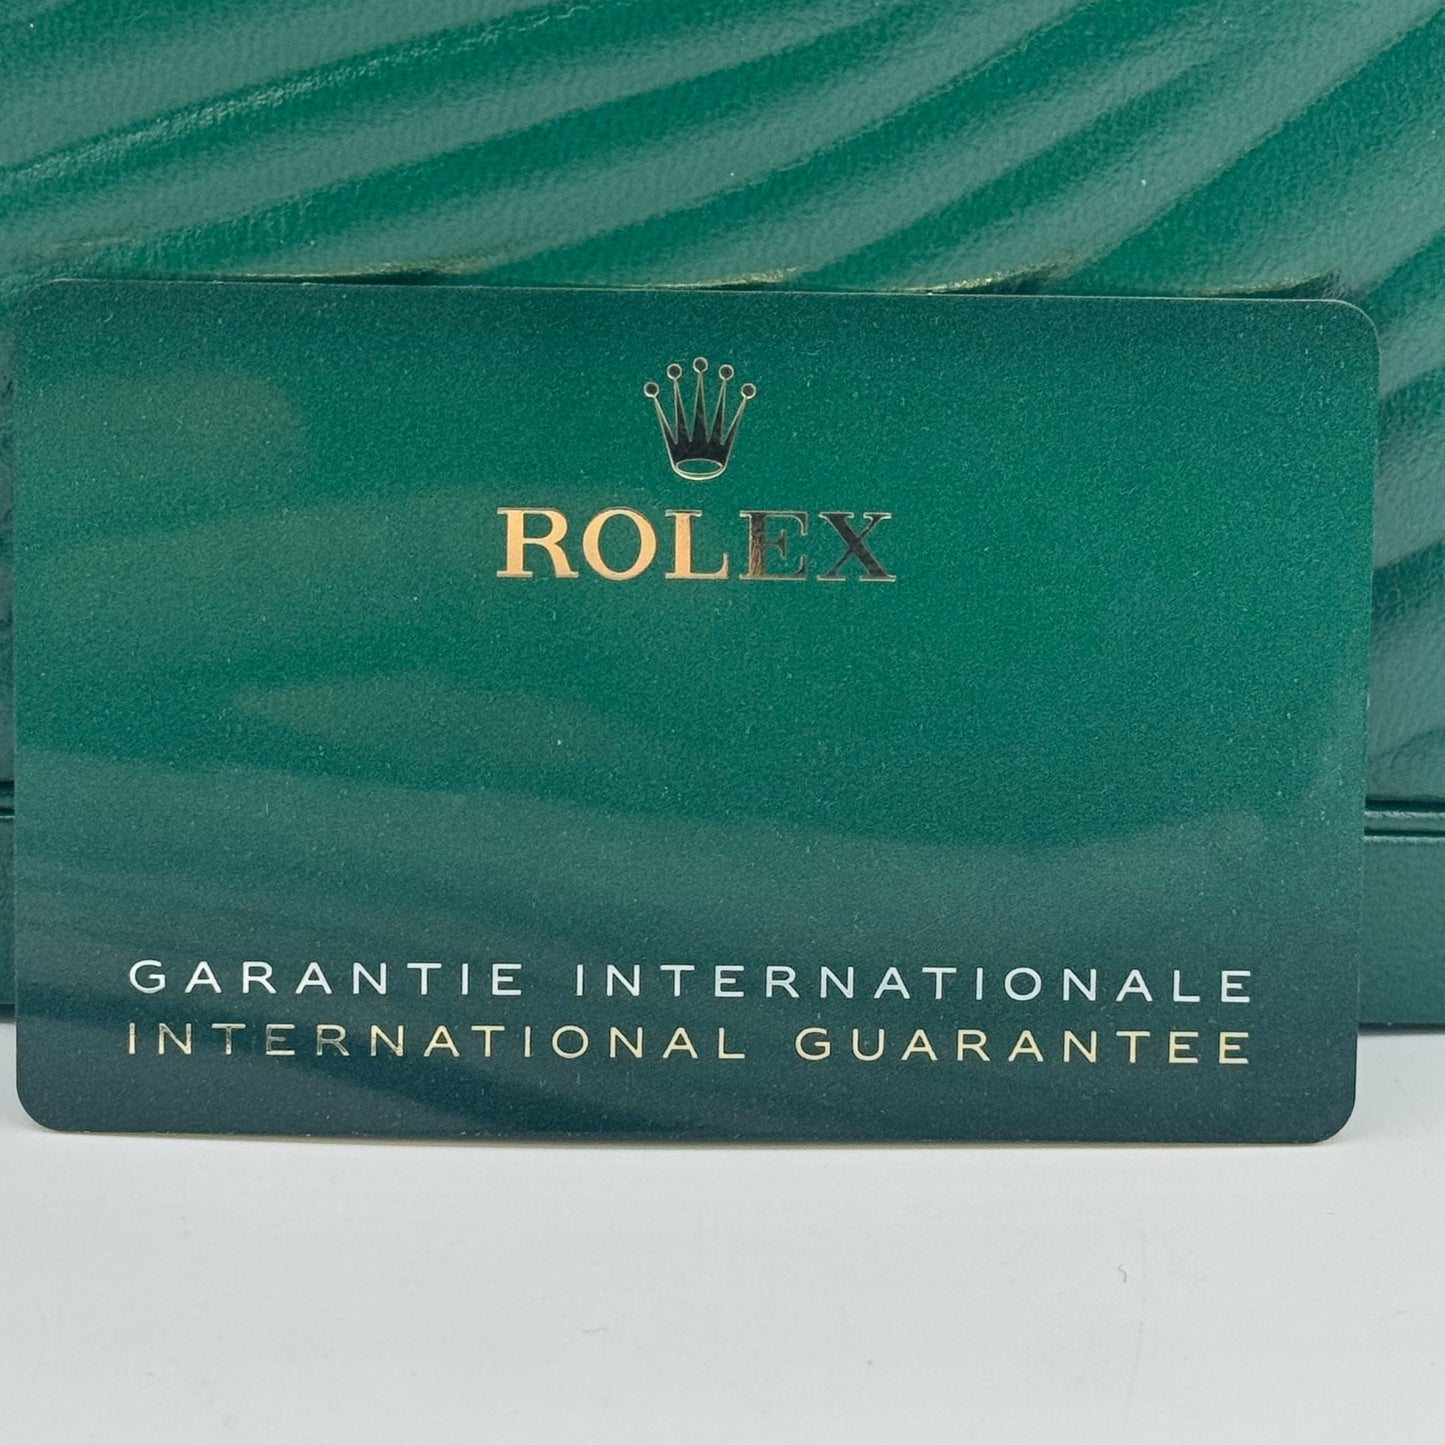 ROLEX
GARANTIE INTERNATIONALE
INTERNATIONAL GUARANTEE